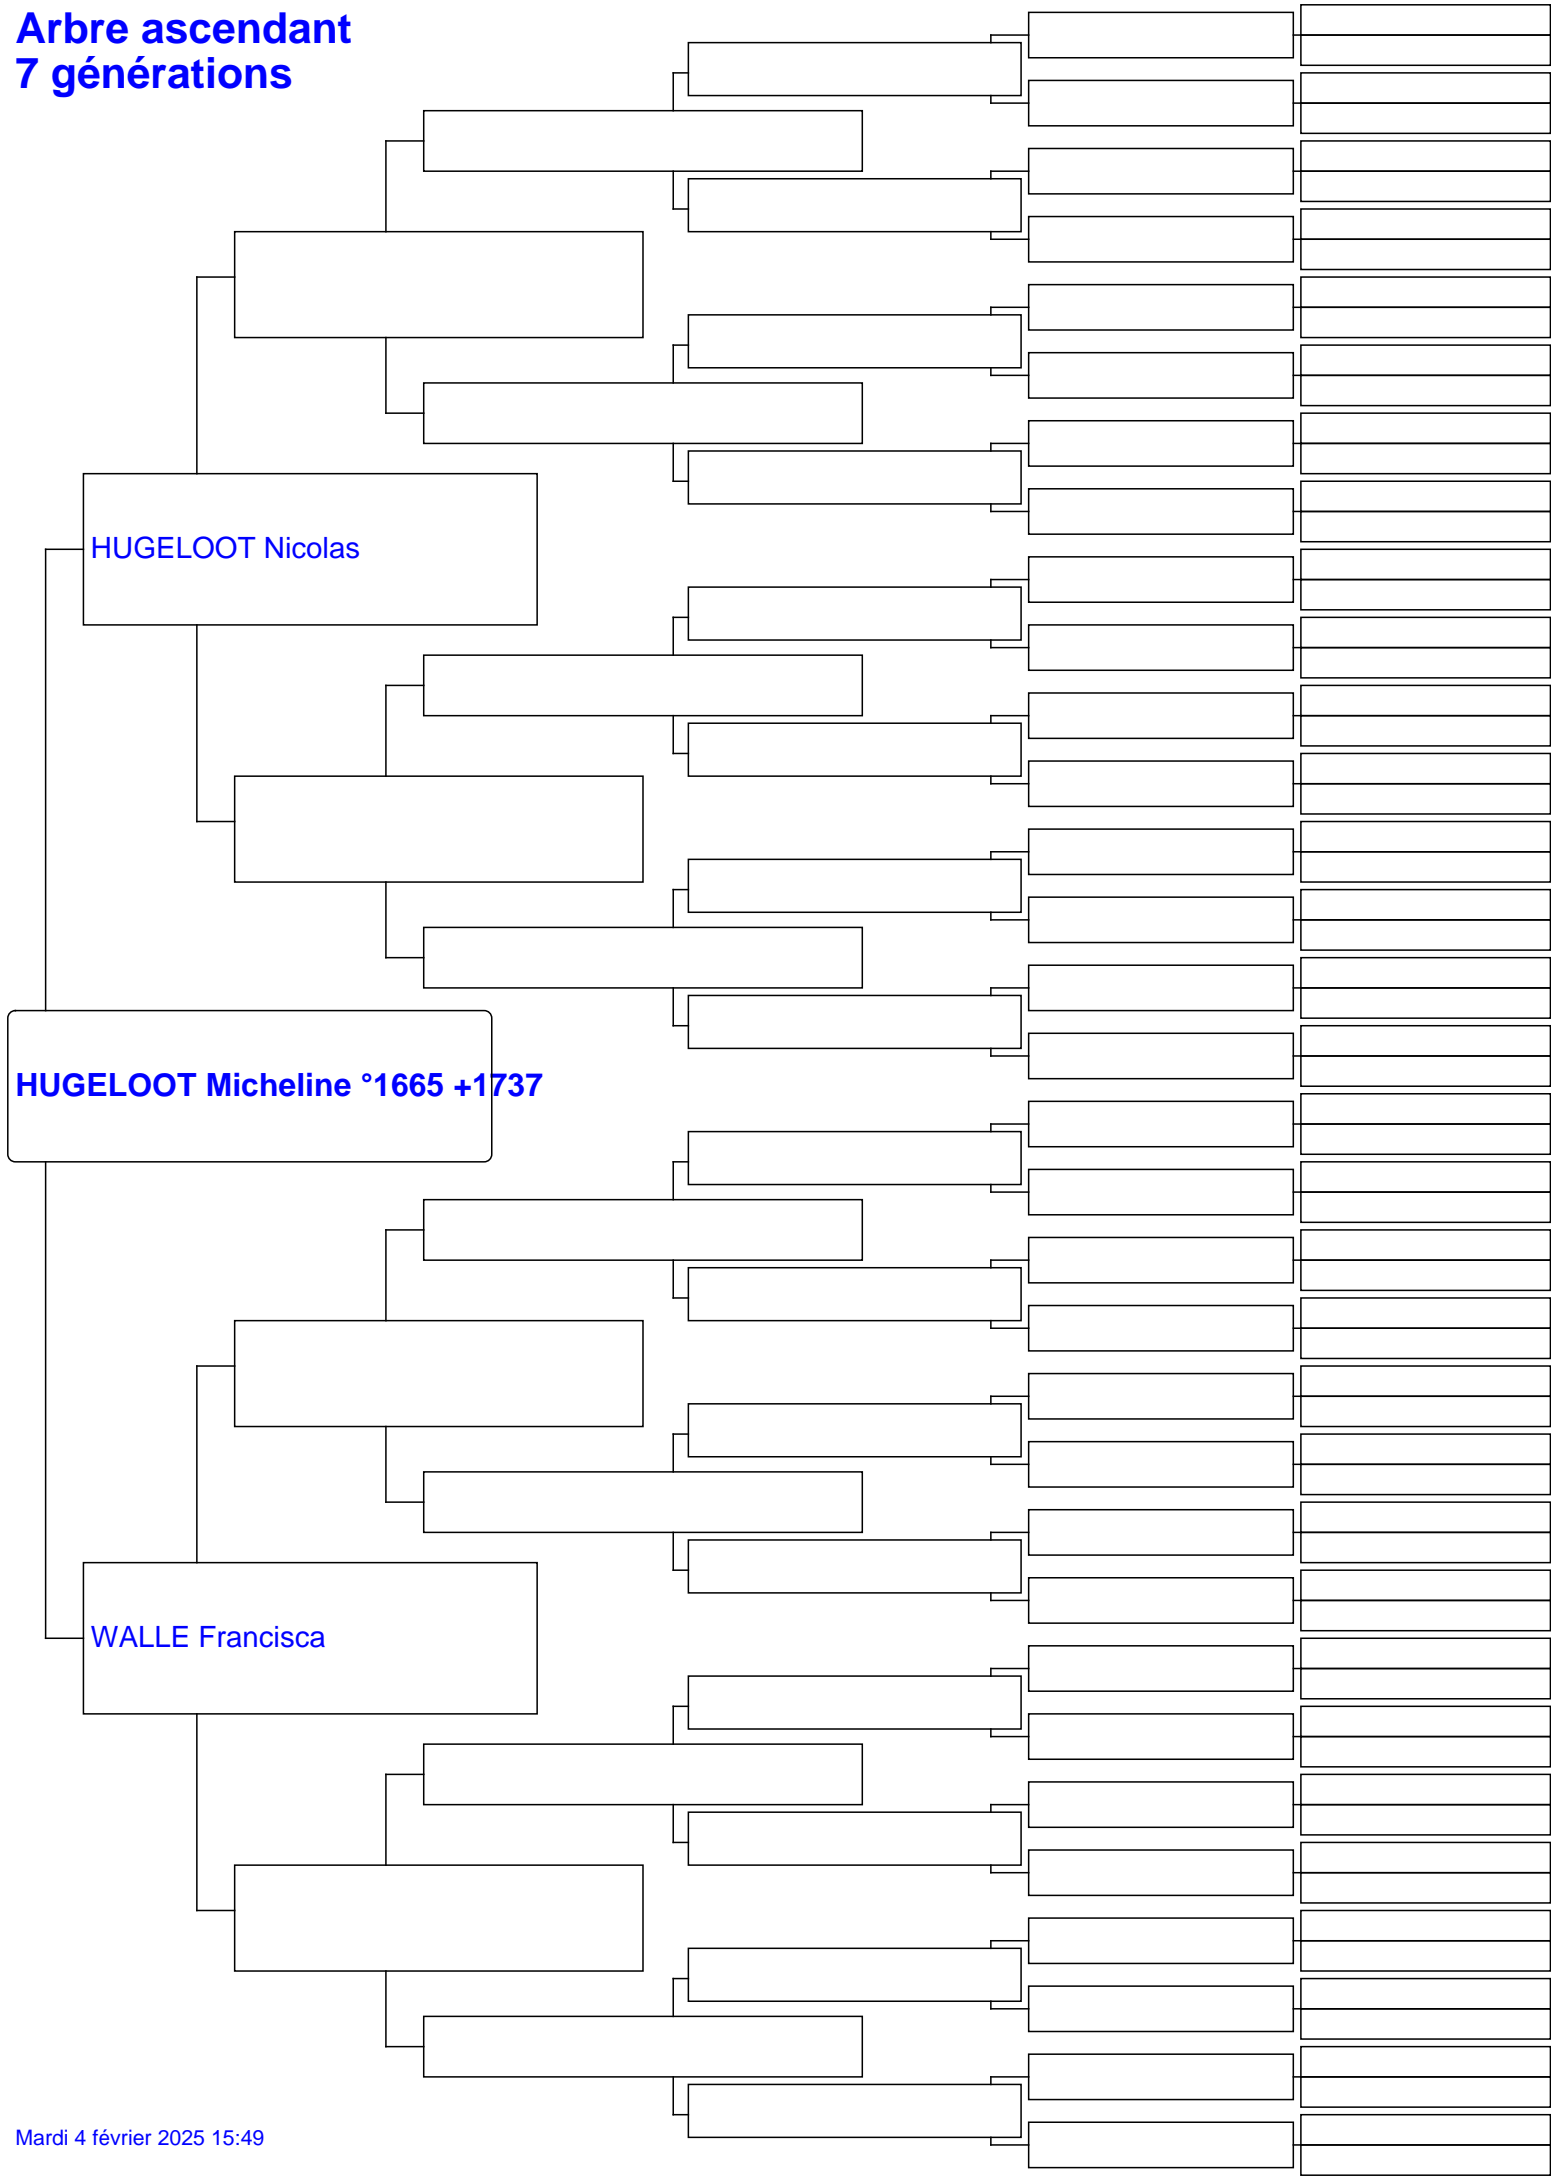 Arbre ascendant
7 générations
HUGELOOT Nicolas
HUGELOOT Micheline °1665 +1737
WALLE Francisca
Mardi 4 février 2025 15:49